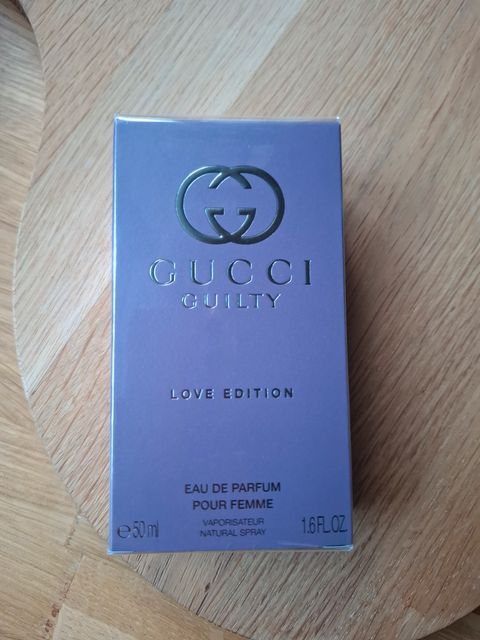 GUCCI
GUILTY
LOVE EDITION
EAU DE PARFUM
POUR FEMME
VAPORISATEUR
NATURAL SPRAY
℮50 ml
1.6 FL.OZ